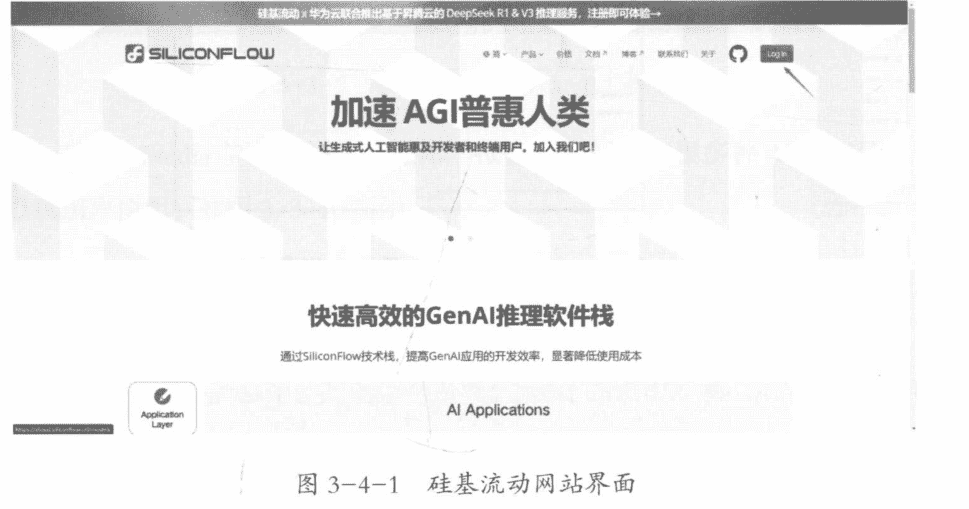 硅基流动 x 华为云联合推出基于昇腾云的 DeepSeek R1 & V3 推理服务，注册即可体验→
SILICONFLOW
简 产品 价格 文档 博客 联系我们 关于 Log In
加速 AGI普惠人类
让生成式人工智能惠及开发者和终端用户，加入我们吧！
快速高效的GenAI推理软件栈
通过SiliconFlow技术栈，提高GenAI应用的开发效率，显著降低使用成本
Application
Layer
AI Applications
图 3-4-1 硅基流动网站界面